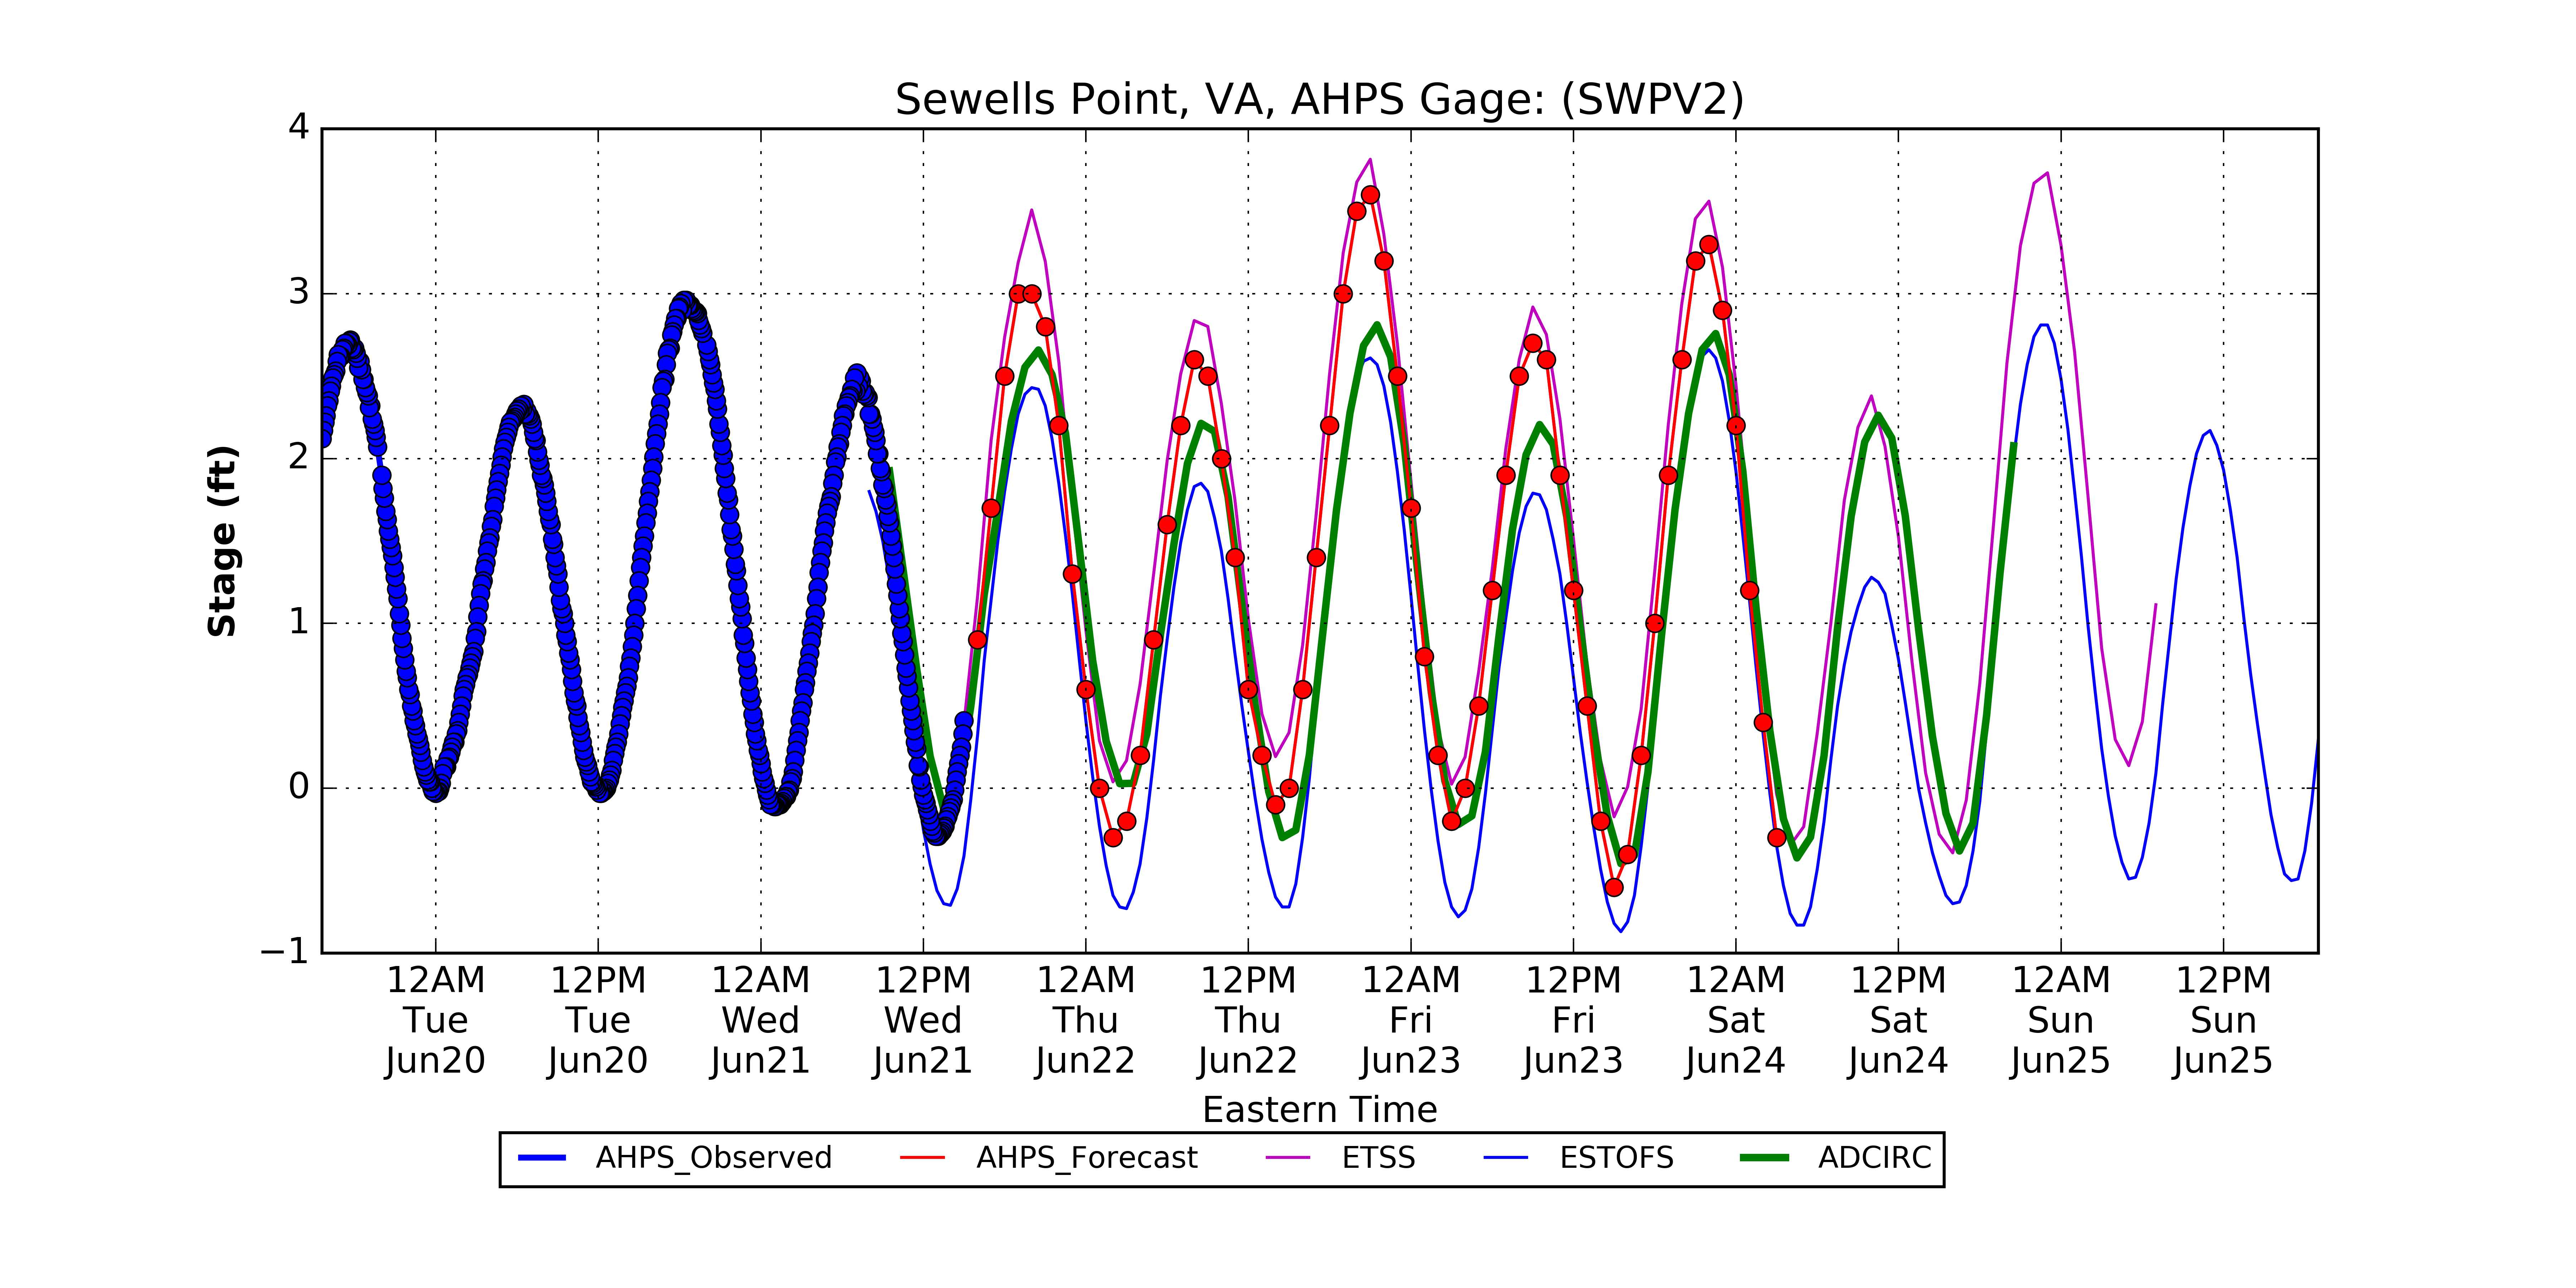 Sewells Point, VA, AHPS Gage: (SWPV2)
Stage (ft)
4
3
2
1
0
−1
12AM Tue Jun20
12PM Tue Jun20
12AM Wed Jun21
12PM Wed Jun21
12AM Thu Jun22
12PM Thu Jun22
12AM Fri Jun23
12PM Fri Jun23
12AM Sat Jun24
12PM Sat Jun24
12AM Sun Jun25
12PM Sun Jun25
Eastern Time
AHPS_Observed AHPS_Forecast ETSS ESTOFS ADCIRC